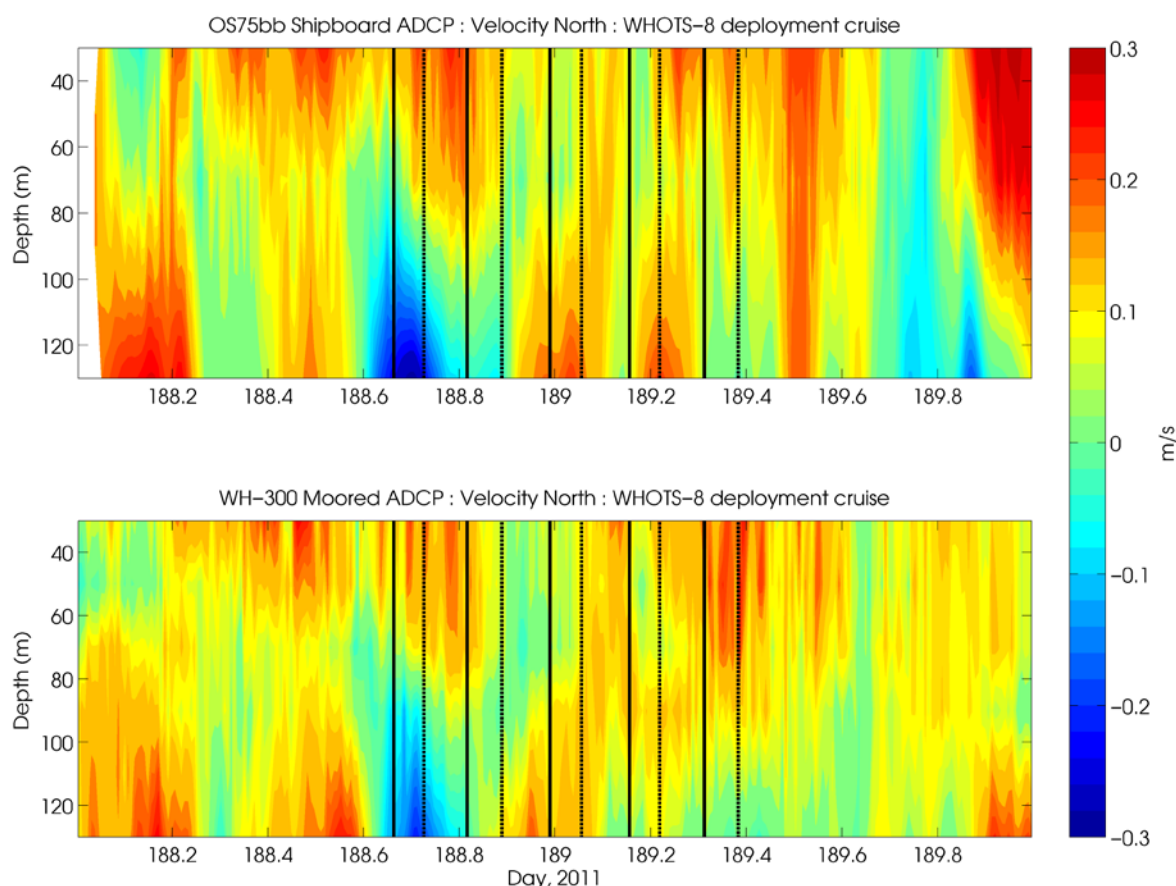 OS75bb Shipboard ADCP : Velocity North : WHOTS-8 deployment cruise
Depth (m)
40
60
80
100
120
188.2 188.4 188.6 188.8 189 189.2 189.4 189.6 189.8
0.3
0.2
0.1
0
−0.1
−0.2
−0.3
m/s
WH-300 Moored ADCP : Velocity North : WHOTS-8 deployment cruise
Depth (m)
40
60
80
100
120
188.2 188.4 188.6 188.8 189 189.2 189.4 189.6 189.8
Day, 2011